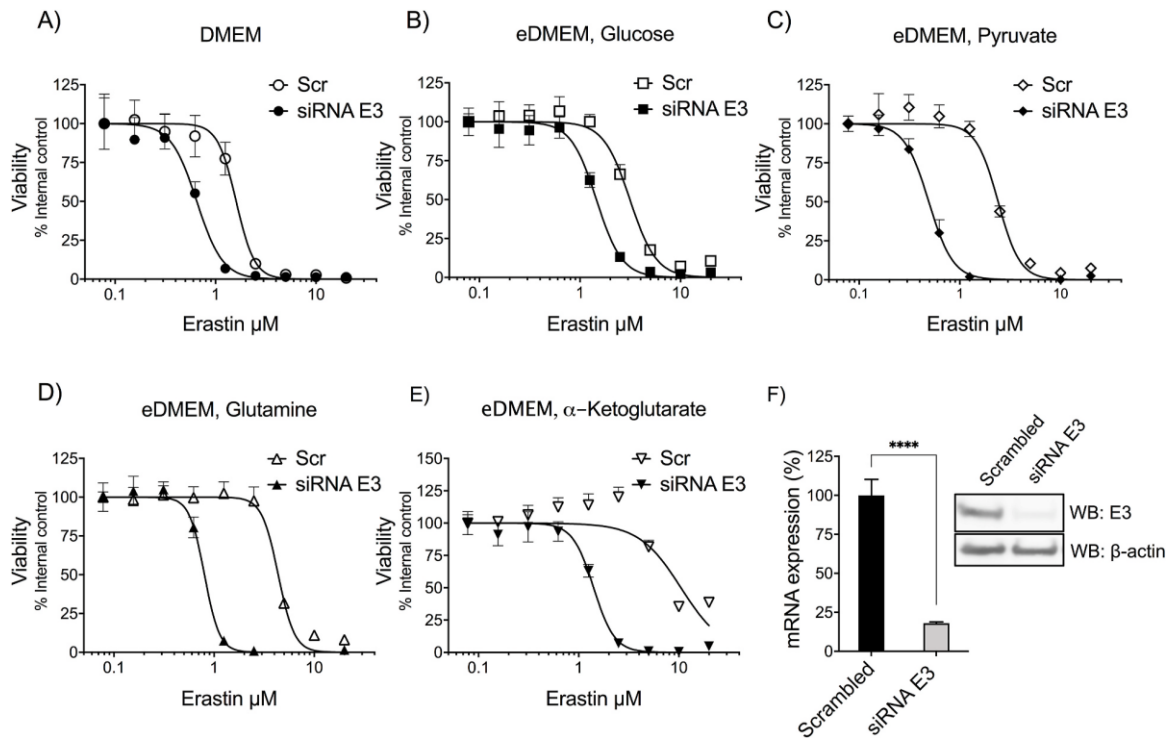 A)
DMEM
Scr
siRNA E3
125
100
75
50
25
0
Viability
% Internal control
0.1
1
10
Erastin µM
B)
eDMEM, Glucose
Scr
siRNA E3
125
100
75
50
25
0
Viability
% Internal control
0.1
1
10
Erastin µM
C)
eDMEM, Pyruvate
Scr
siRNA E3
125
100
75
50
25
0
Viability
% Internal control
0.1
1
10
Erastin µM
D)
eDMEM, Glutamine
Scr
siRNA E3
125
100
75
50
25
0
Viability
% Internal control
0.1
1
10
Erastin µM
E)
eDMEM, α–Ketoglutarate
Scr
siRNA E3
150
125
100
75
50
25
0
Viability
% Internal control
0.1
1
10
Erastin µM
F)
****
125
100
75
50
25
0
mRNA expression (%)
Scrambled
siRNA E3
Scrambled
siRNA E3
WB: E3
WB: β-actin